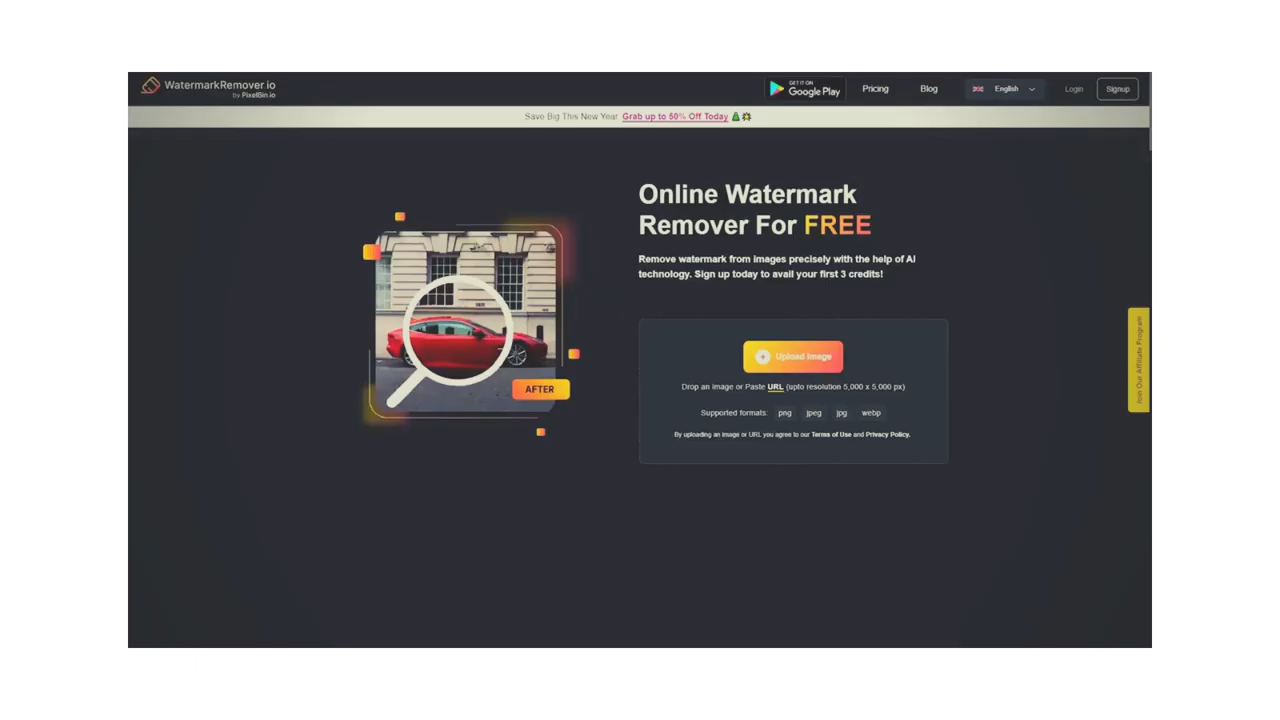 WatermarkRemover.io
by PixelBin.io
GET IT ON
Google Play
Pricing
Blog
English
Login
Signup
Save Big This New Year Grab up to 50% Off Today
Online Watermark
Remover For FREE
Remove watermark from images precisely with the help of AI
technology. Sign up today to avail your first 3 credits!
AFTER
Upload Image
Drop an image or Paste URL (upto resolution 5,000 x 5,000 px)
Supported formats: png jpeg jpg webp
By uploading an image or URL you agree to our Terms of Use and Privacy Policy.
Join Our Affiliate Program